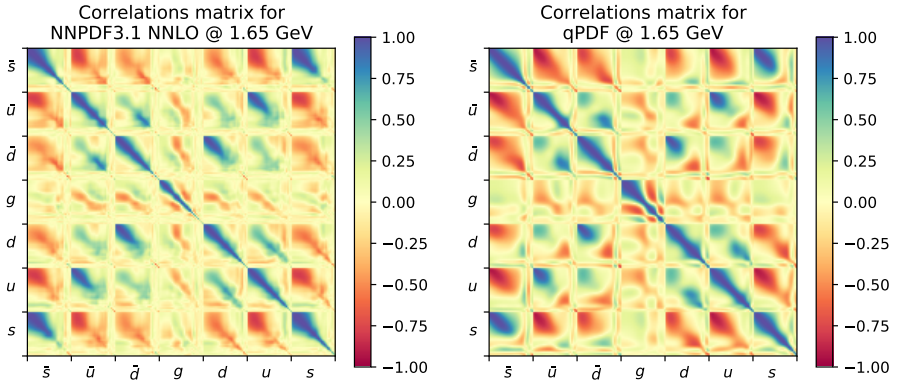 Correlations matrix for
NNPDF3.1 NNLO @ 1.65 GeV
s̄
ū
d̄
g
d
u
s
s̄ ū d̄ g d u s
1.00
0.75
0.50
0.25
0.00
−0.25
−0.50
−0.75
−1.00
Correlations matrix for
qPDF @ 1.65 GeV
s̄
ū
d̄
g
d
u
s
s̄ ū d̄ g d u s
1.00
0.75
0.50
0.25
0.00
−0.25
−0.50
−0.75
−1.00